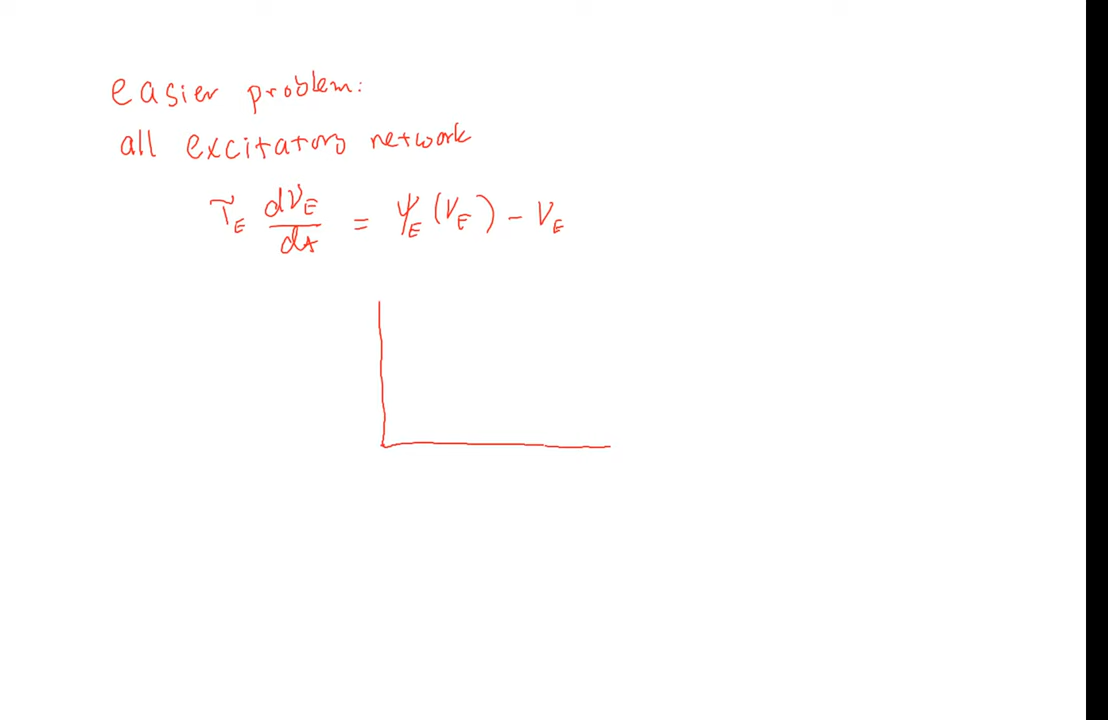 easier problem:
all excitatory network
τ_E dν_E/dt = ψ_E(ν_E) - ν_E